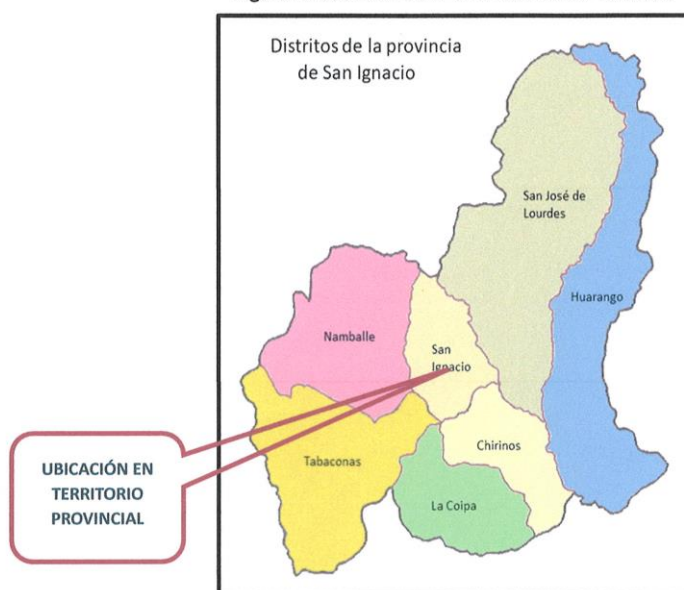 Distritos de la provincia
de San Ignacio
San José de
Lourdes
Huarango
Namballe
San
Ignacio
Chirinos
Tabaconas
La Coipa
UBICACIÓN EN
TERRITORIO
PROVINCIAL